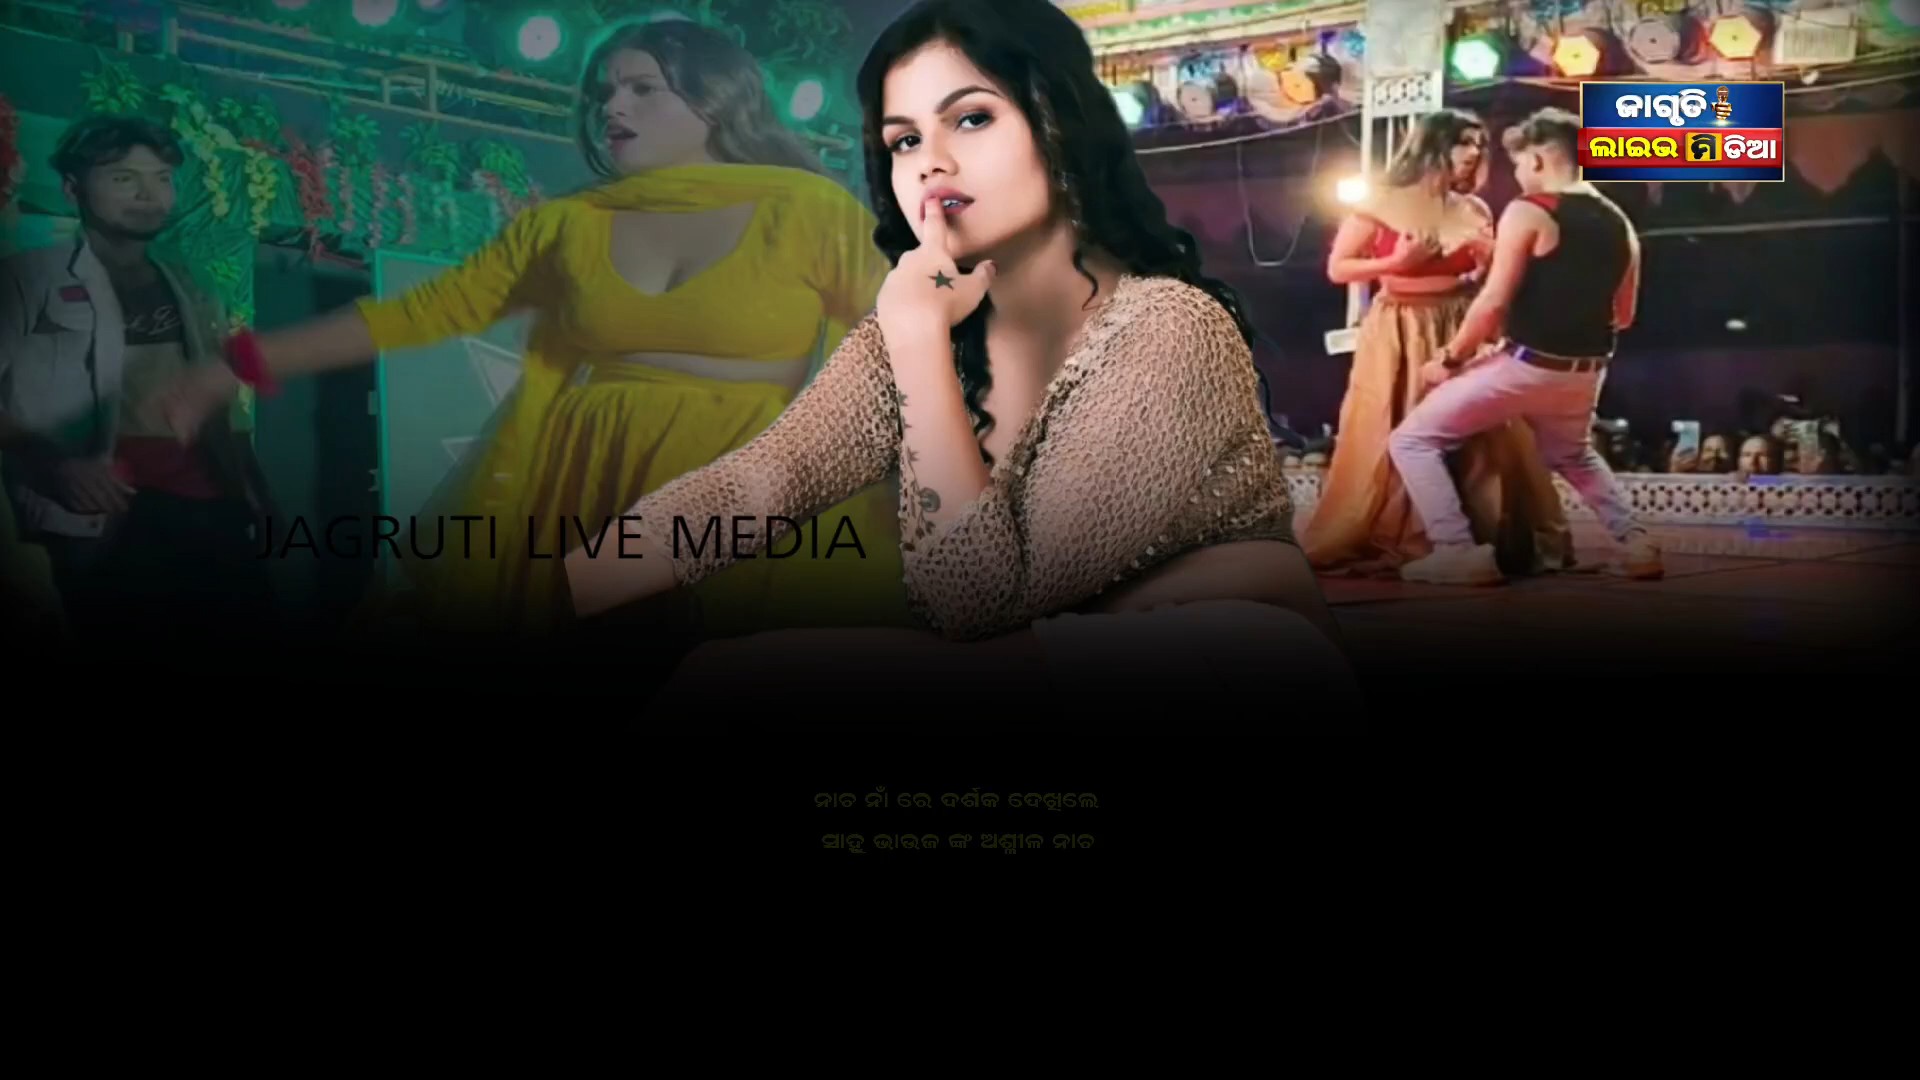 ଜାଗୃତି
ଲାଇଭ ମିଡିଆ
JAGRUTI LIVE MEDIA
ନାଚ ନାଁ ରେ ଦର୍ଶକ ଦେଖିଲେ
ସାହୁ ଭାଉଜ ଙ୍କ ଅଶ୍ଳୀଳ ନାଚ